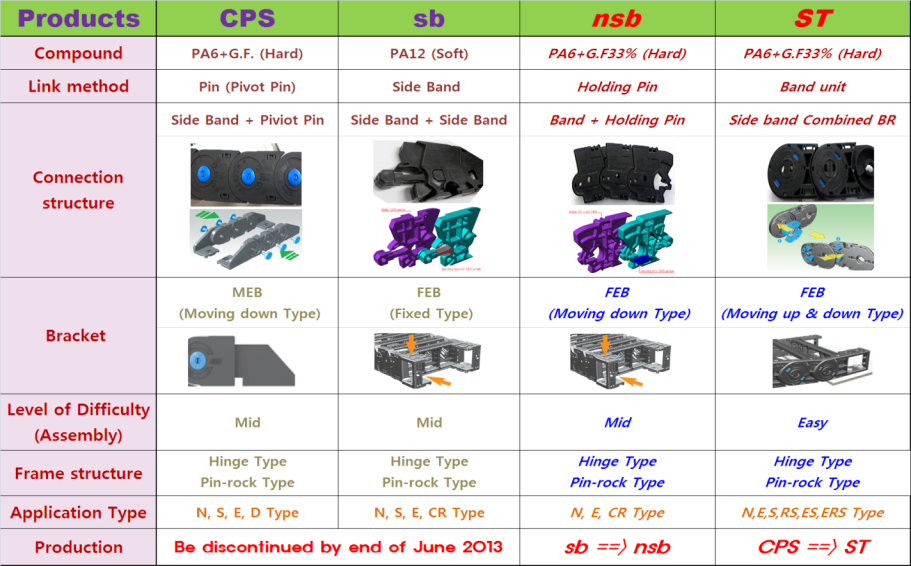 Products CPS sb nsb ST
Compound PA6+G.F. (Hard) PA12 (Soft) PA6+G.F33% (Hard) PA6+G.F33% (Hard)
Link method Pin (Pivot Pin) Side Band Holding Pin Band unit
Connection structure
Side Band + Piviot Pin Side Band + Side Band Band + Holding Pin Side band Combined BR
Bracket
MEB FEB FEB FEB
(Moving down Type) (Fixed Type) (Moving down Type) (Moving up & down Type)
Level of Difficulty
(Assembly)
Mid Mid Mid Easy
Frame structure
Hinge Type Hinge Type Hinge Type Hinge Type
Pin-rock Type Pin-rock Type Pin-rock Type Pin-rock Type
Application Type N, S, E, D Type N, S, E, CR Type N, E, CR Type N,E,S,RS,ES,ERS Type
Production Be discontinued by end of June 2013 sb ==⟩ nsb CPS ==⟩ ST